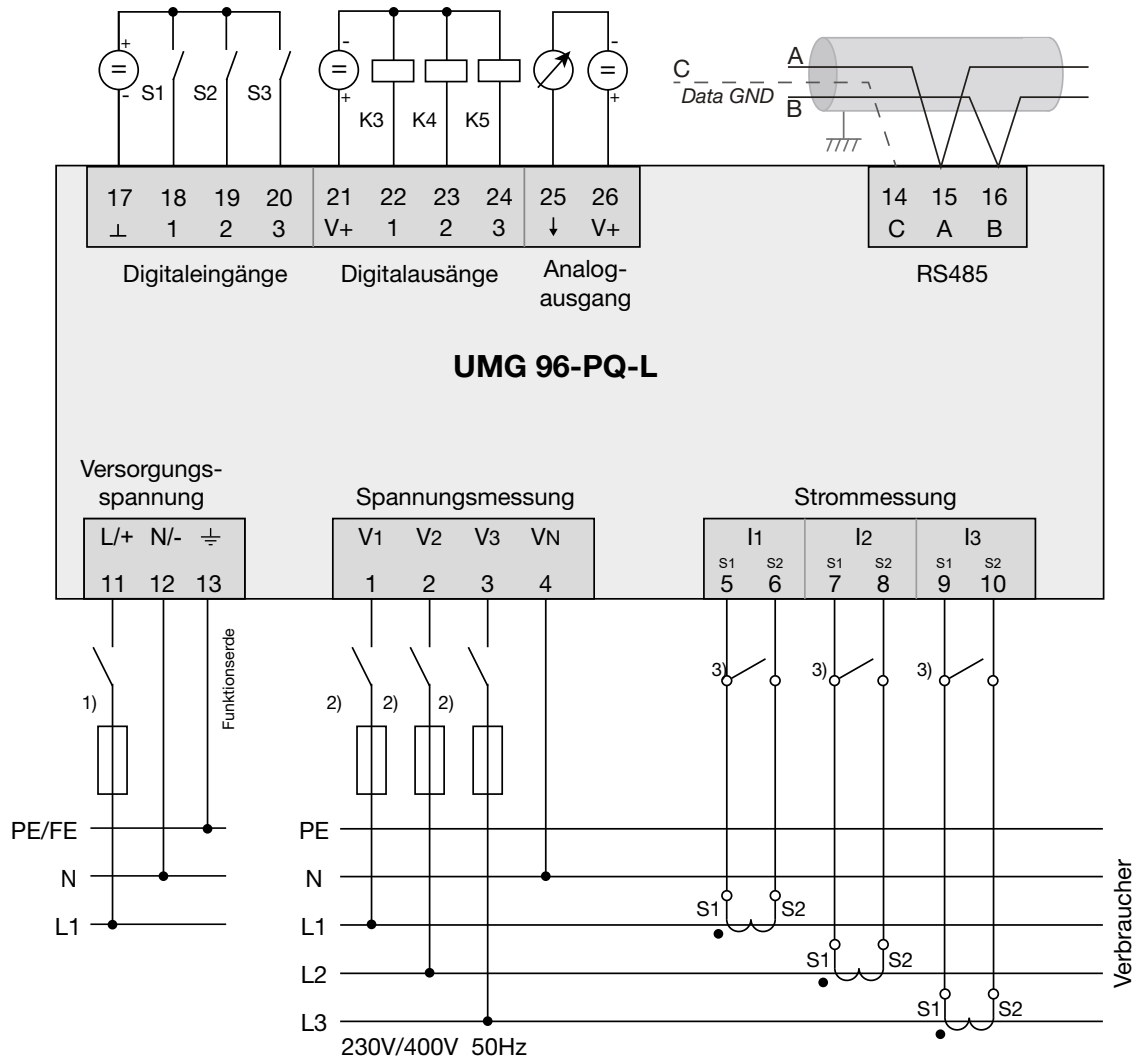 + - S1 S2 S3
- + K3 K4 K5
- +
A
C
Data GND
B
17 18 19 20 21 22 23 24 25 26
⊥ 1 2 3 V+ 1 2 3 ↓ V+
14 15 16
C A B
Digitaleingänge
Digitalausänge
Analog-
ausgang
RS485
UMG 96-PQ-L
Versorgungs-
spannung
Spannungsmessung
Strommessung
L/+ N/- ⏚
11 12 13
V1 V2 V3 VN
1 2 3 4
I1 I2 I3
S1 S2 S1 S2 S1 S2
5 6 7 8 9 10
Funktionserde
1)
2) 2) 2)
3) 3) 3)
PE/FE
N
L1
PE
N
L1
L2
L3
S1 S2
S1 S2
S1 S2
Verbraucher
230V/400V 50Hz